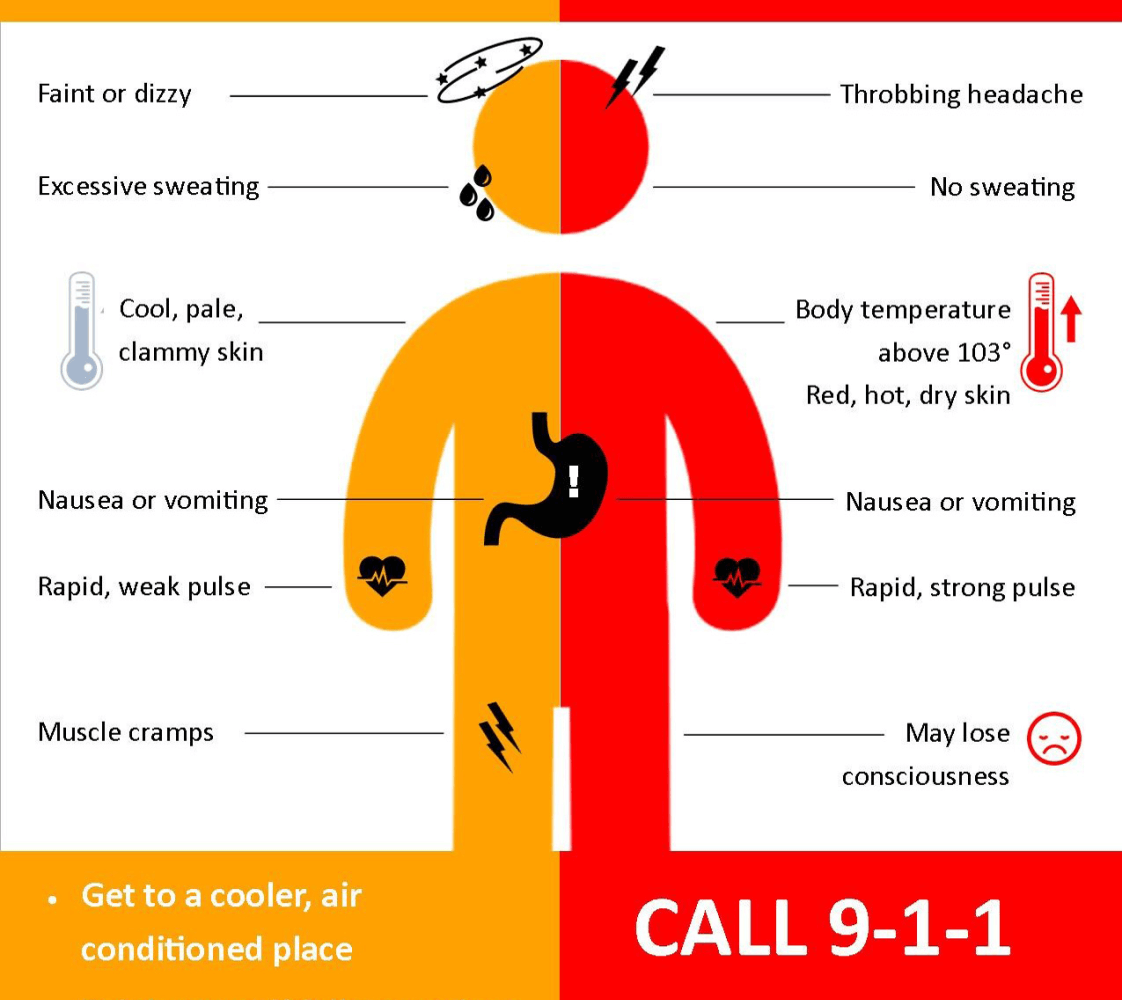 Faint or dizzy
Throbbing headache
Excessive sweating
No sweating
Cool, pale,
clammy skin
Body temperature
above 103°
Red, hot, dry skin
!
Nausea or vomiting
Nausea or vomiting
Rapid, weak pulse
Rapid, strong pulse
Muscle cramps
May lose
consciousness
• Get to a cooler, air
conditioned place
CALL 9-1-1